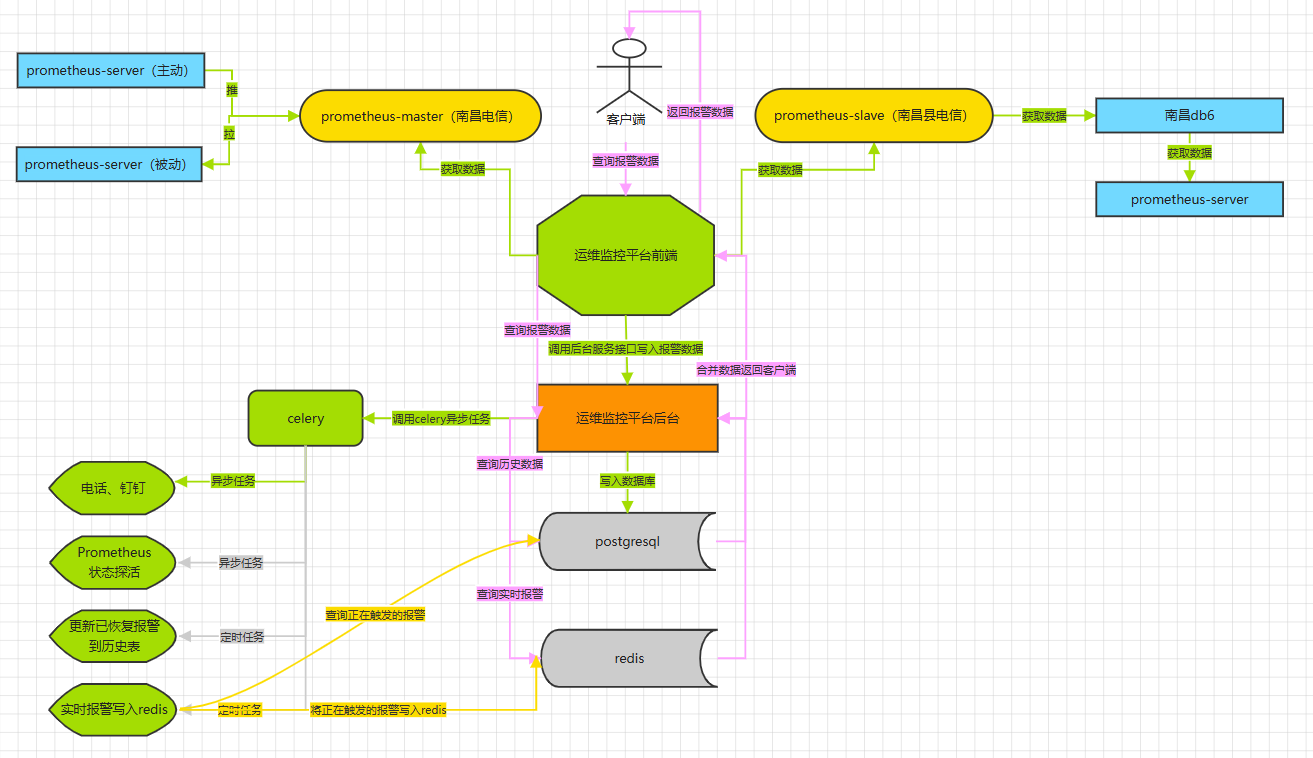 prometheus-server（主动）
推
拉
prometheus-server（被动）
prometheus-master（南昌电信）
获取数据
客户端
返回报警数据
查询报警数据
prometheus-slave（南昌县电信）
获取数据
获取数据
南昌db6
获取数据
prometheus-server
运维监控平台前端
查询报警数据
调用后台服务接口写入报警数据
合并数据返回客户端
celery
调用celery异步任务
运维监控平台后台
查询历史数据
写入数据库
电话、钉钉
异步任务
postgresql
Prometheus
状态探活
异步任务
查询实时报警
查询正在触发的报警
更新已恢复报警
到历史表
定时任务
redis
实时报警写入redis
定时任务
将正在触发的报警写入redis